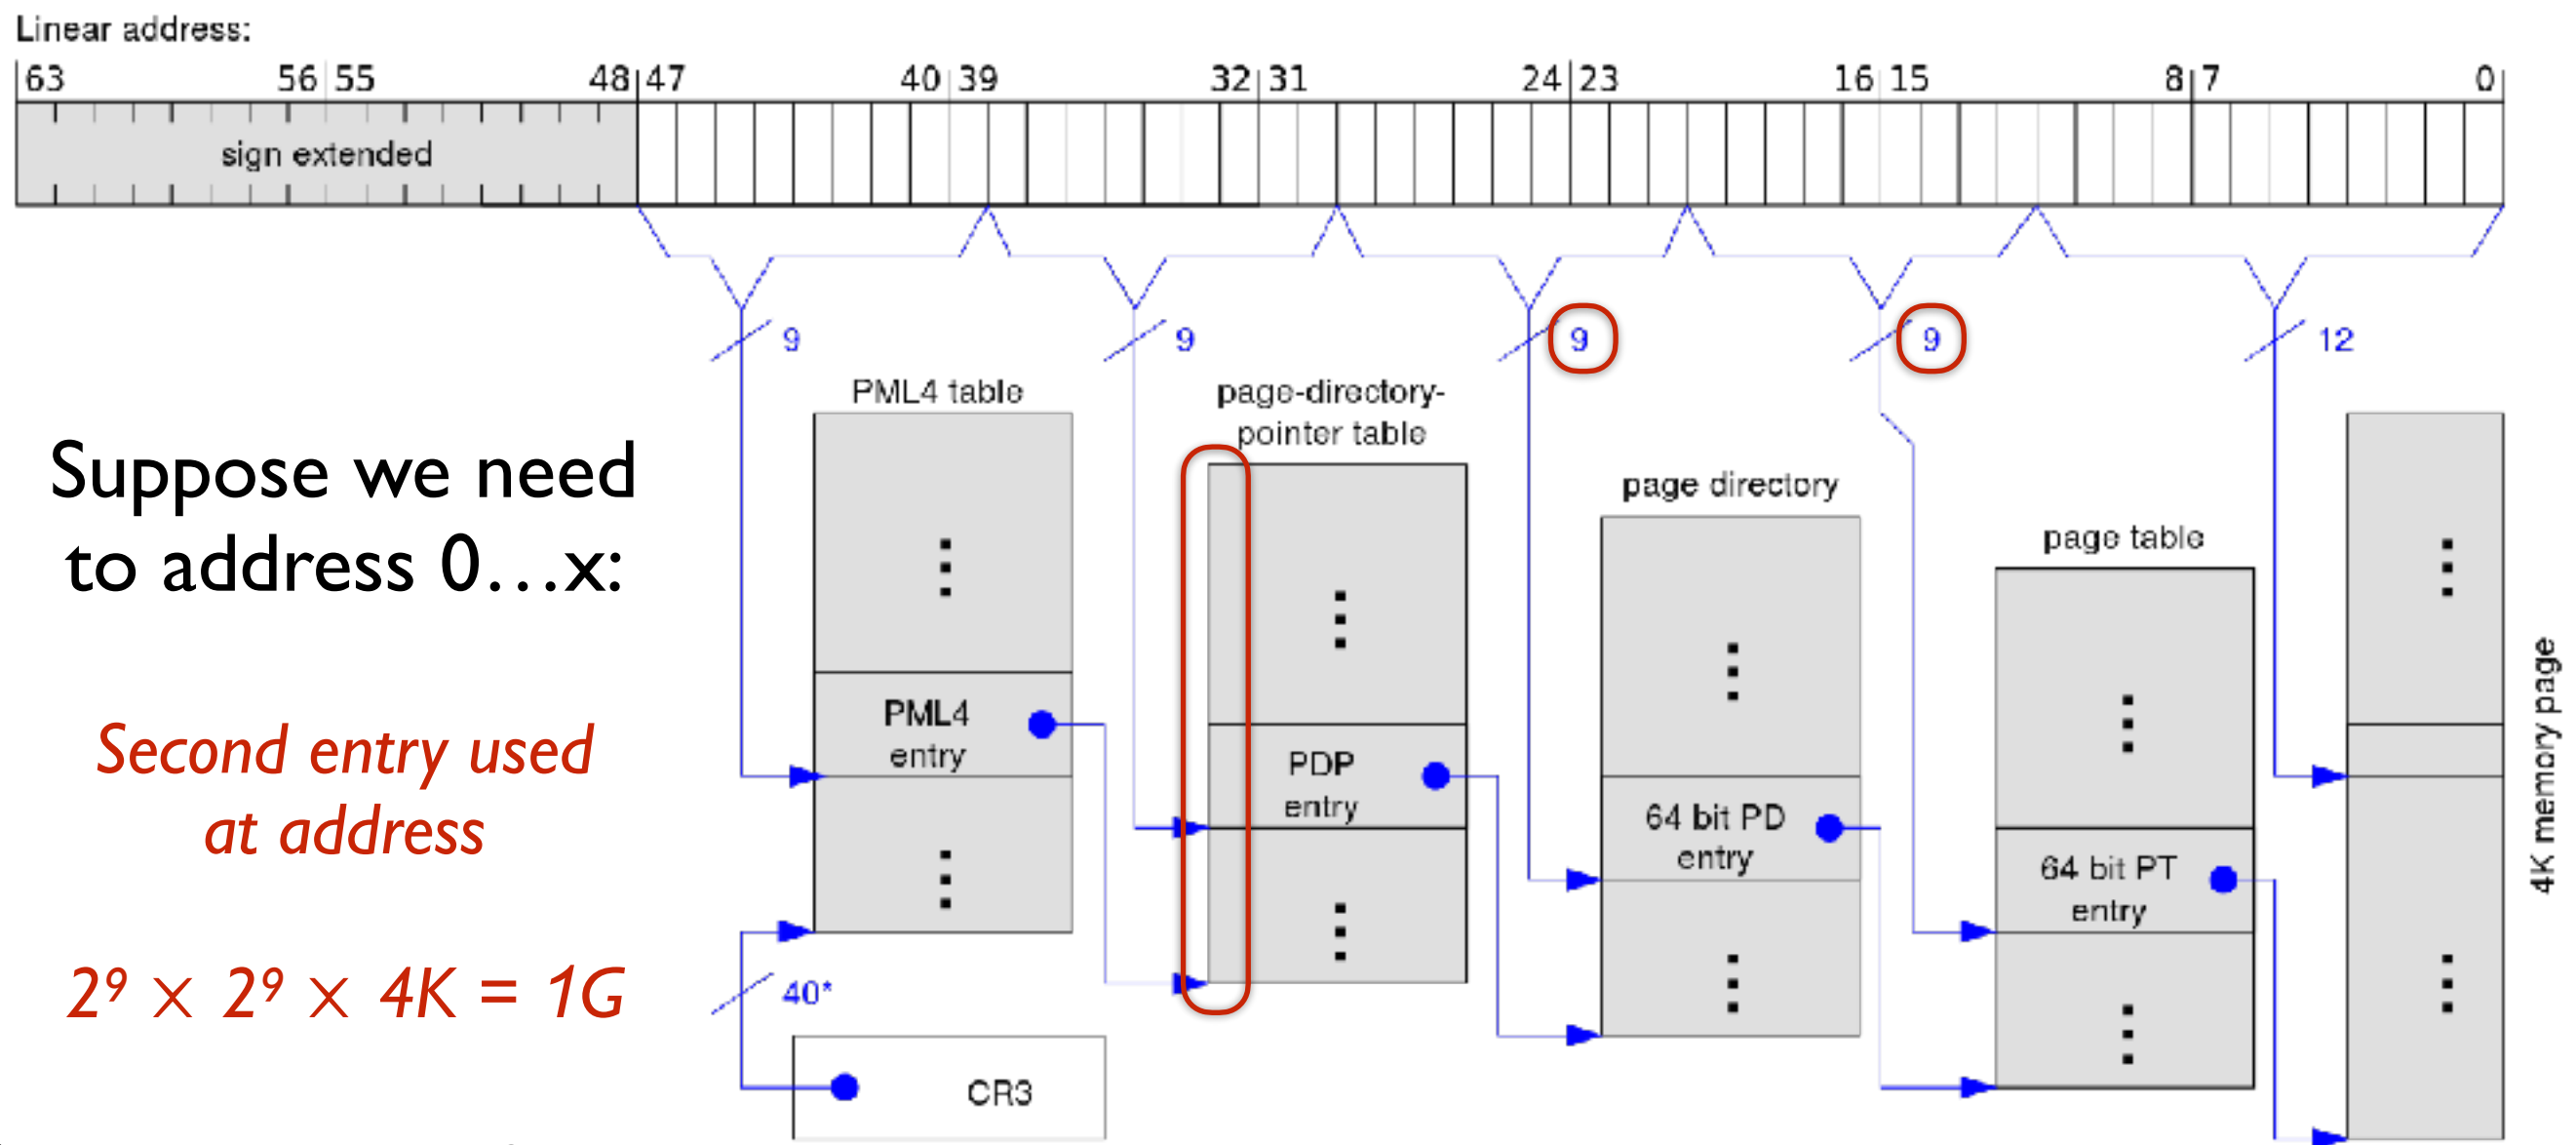 Linear address:
63 56 55 48 47 40 39 32 31 24 23 16 15 8 7 0
sign extended
9 9 9 9 12
PML4 table
page-directory-
pointer table
page directory
page table
Suppose we need
to address 0...x:
Second entry used
at address
2⁹ × 2⁹ × 4K = 1G
PML4
entry
PDP
entry
64 bit PD
entry
64 bit PT
entry
4K memory page
40*
CR3